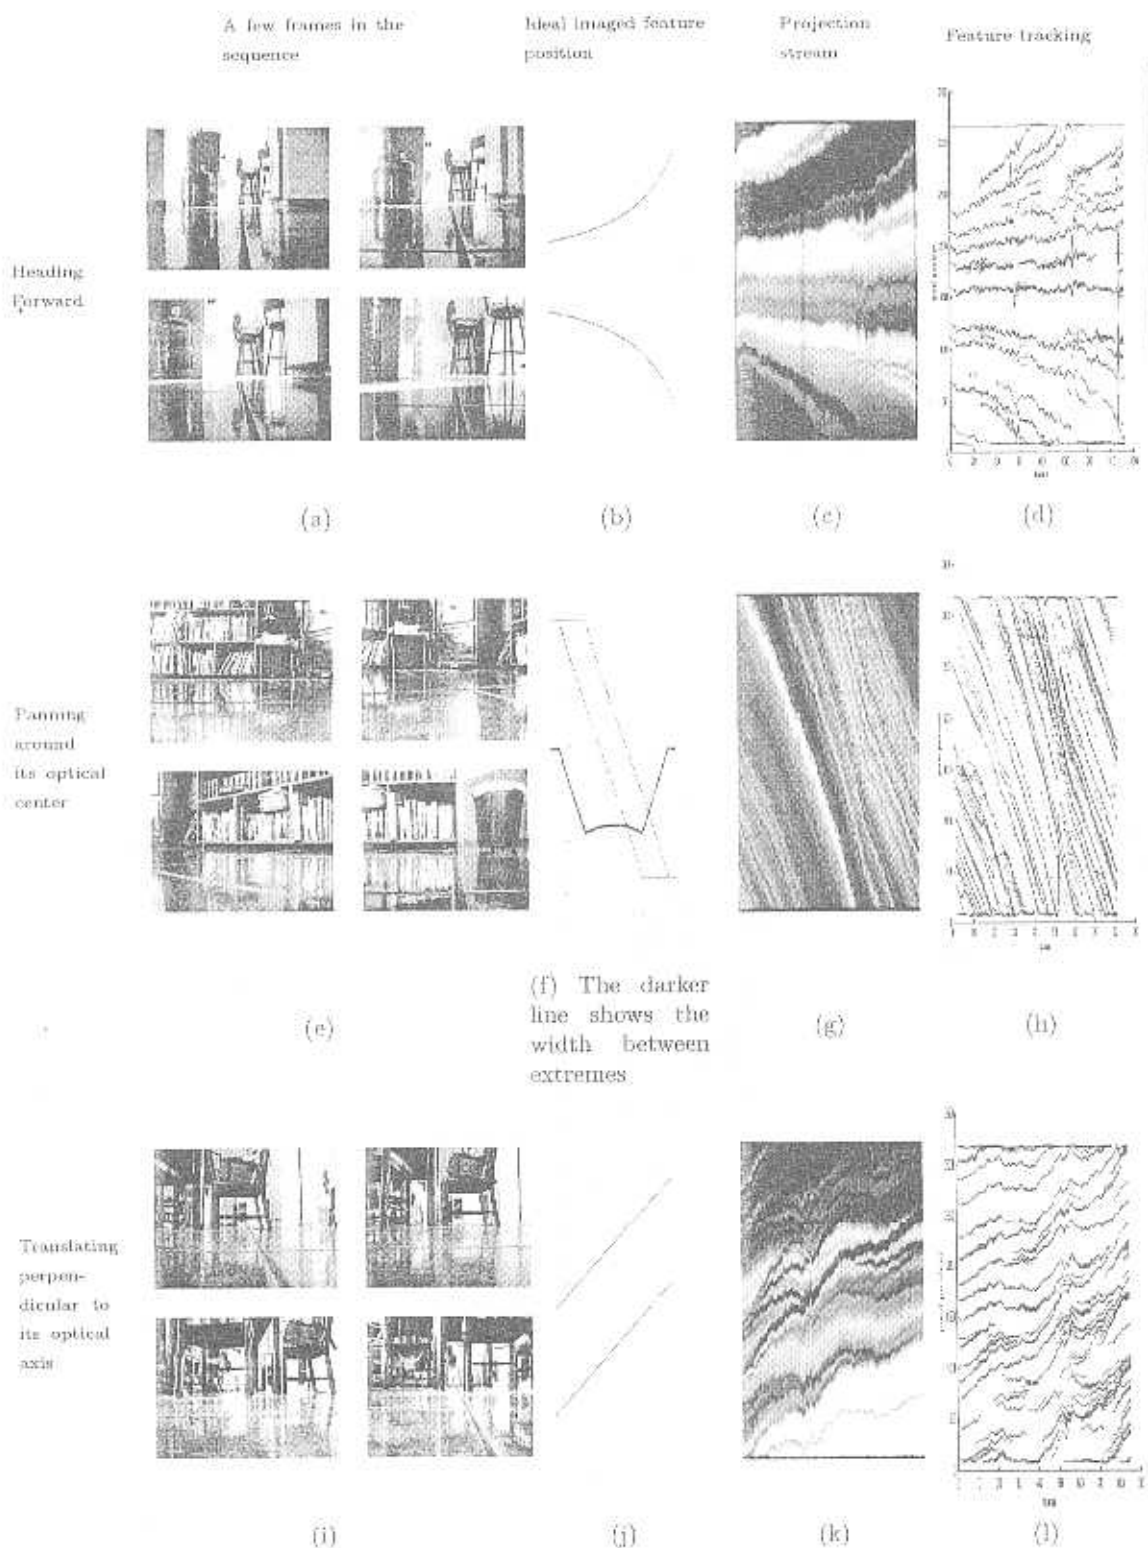 A few frames in the
sequence
Ideal imaged feature
position
Projection
stream
Feature tracking
Heading
Forward
(a)
(b)
(c)
(d)
Panning
around
its optical
center
(e)
(f) The darker
line shows the
width between
extremes
(g)
(h)
Translating
perpen-
dicular to
its optical
axis
(i)
(j)
(k)
(l)